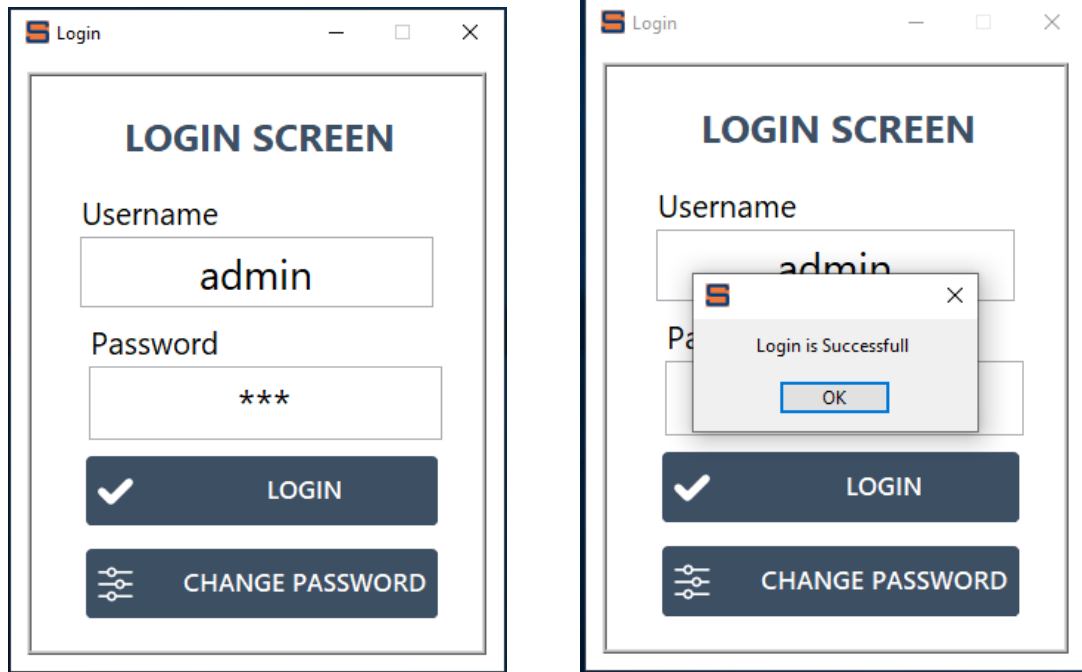 Login
LOGIN SCREEN
Username
admin
Password
***
LOGIN
CHANGE PASSWORD
Login
LOGIN SCREEN
Username
admin
Login is Successfull
OK
LOGIN
CHANGE PASSWORD